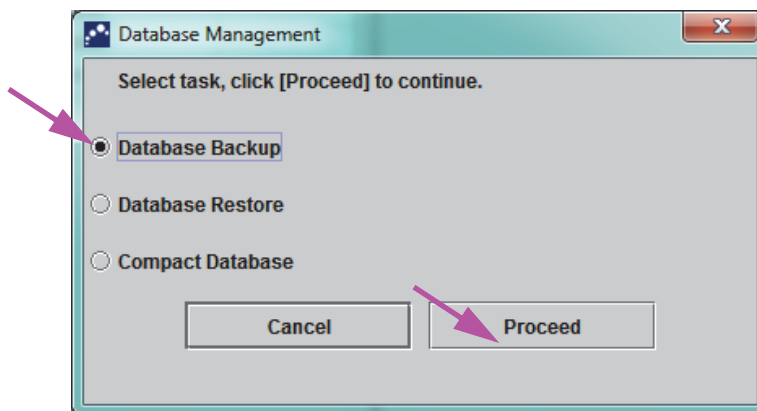 Database Management
Select task, click [Proceed] to continue.
Database Backup
Database Restore
Compact Database
Cancel
Proceed